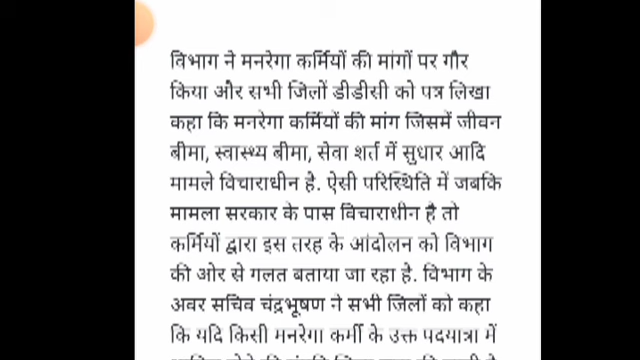 विभाग ने मनरेगा कर्मियों की मांगों पर गौर
किया और सभी जिलों डीडीसी को पत्र लिखा
कहा कि मनरेगा कर्मियों की मांग जिसमें जीवन
बीमा, स्वास्थ्य बीमा, सेवा शर्त में सुधार आदि
मामले विचाराधीन है. ऐसी परिस्थिति में जबकि
मामला सरकार के पास विचाराधीन है तो
कर्मियों द्वारा इस तरह के आंदोलन को विभाग
की ओर से गलत बताया जा रहा है. विभाग के
अवर सचिव चंद्रभूषण ने सभी जिलों को कहा
कि यदि किसी मनरेगा कर्मी के उक्त पदयात्रा में